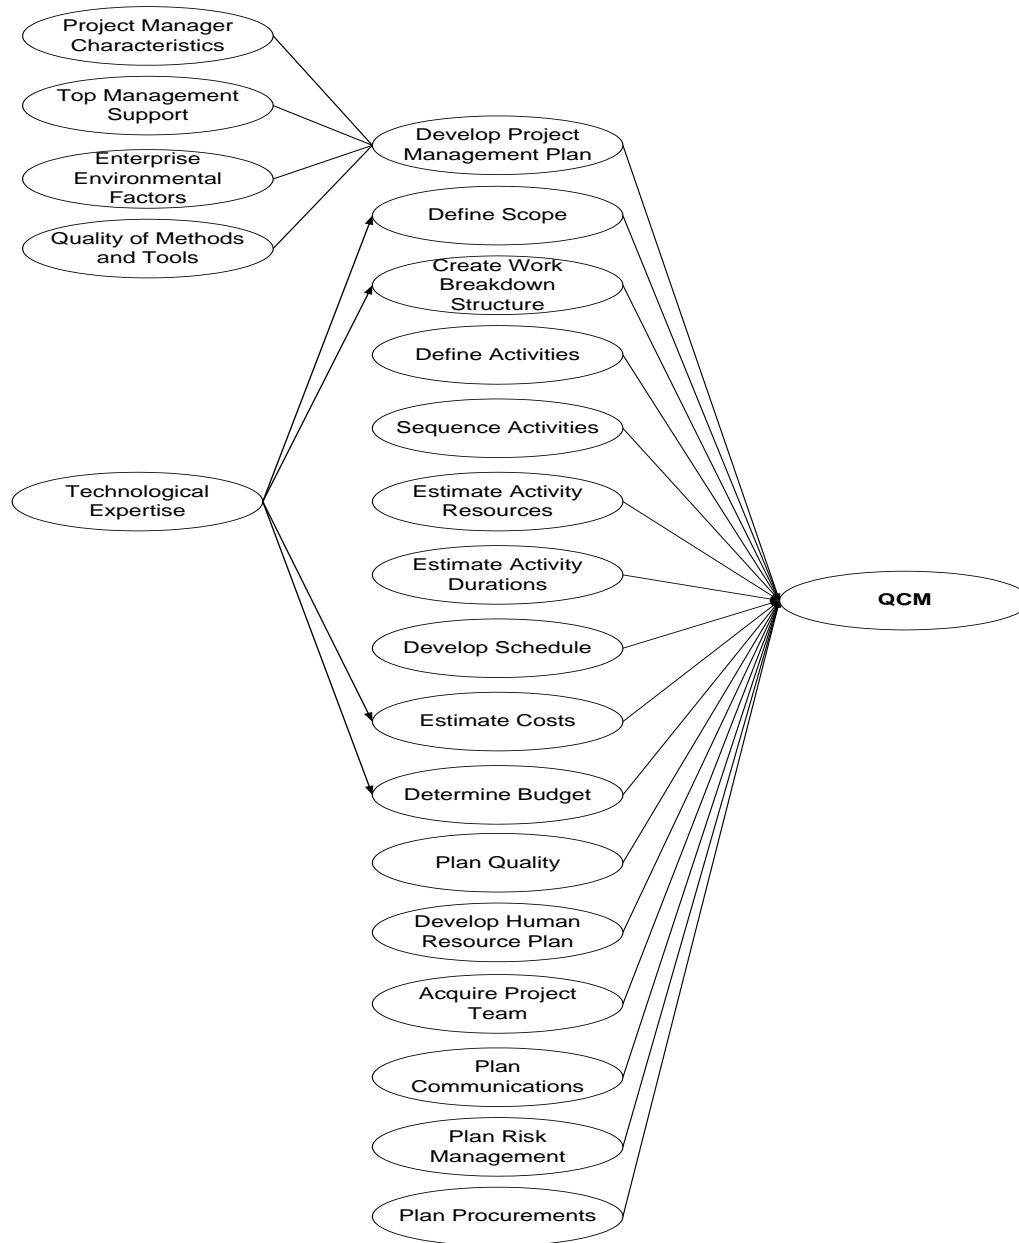 Project Manager
Characteristics
Top Management
Support
Enterprise
Environmental
Factors
Quality of Methods
and Tools
Technological
Expertise
Develop Project
Management Plan
Define Scope
Create Work
Breakdown
Structure
Define Activities
Sequence Activities
Estimate Activity
Resources
Estimate Activity
Durations
Develop Schedule
Estimate Costs
Determine Budget
Plan Quality
Develop Human
Resource Plan
Acquire Project
Team
Plan
Communications
Plan Risk
Management
Plan Procurements
QCM